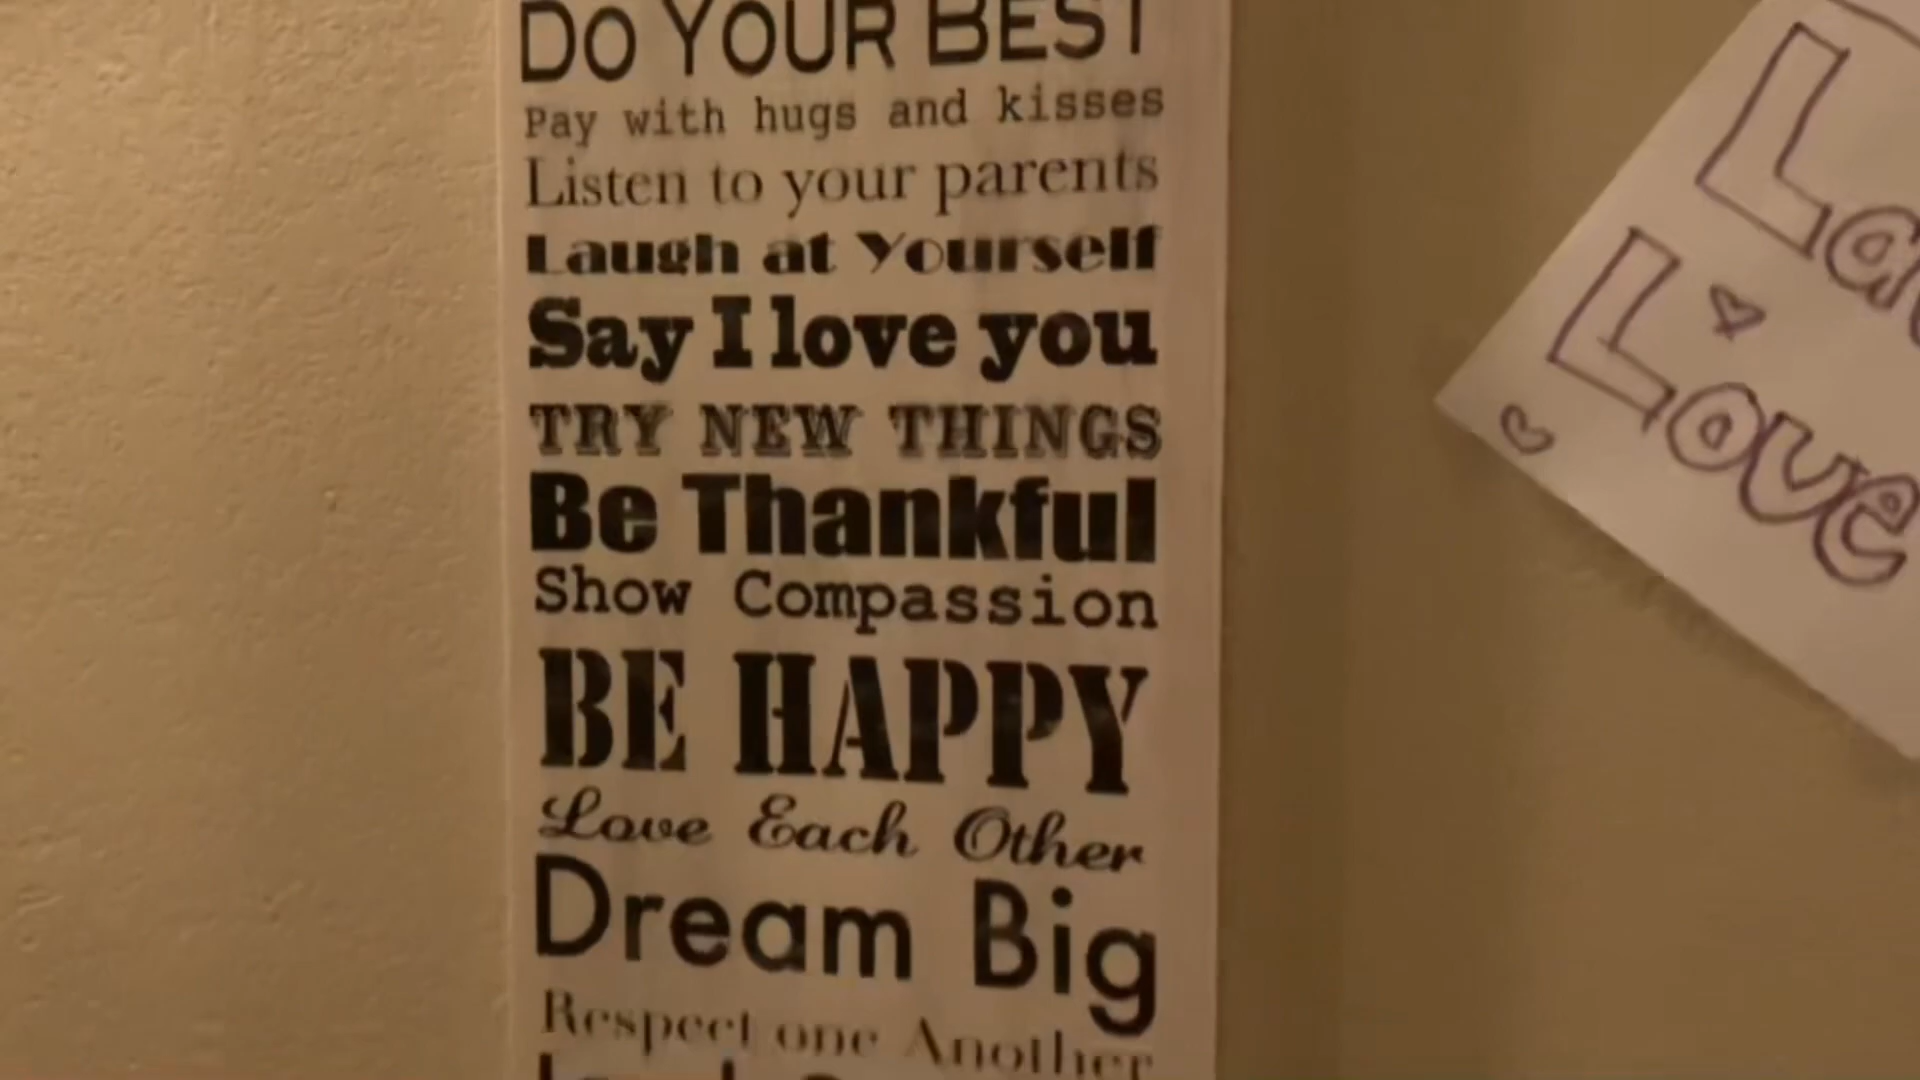 DO YOUR BEST
Pay with hugs and kisses
Listen to your parents
Laugh at Yourself
Say I love you
TRY NEW THINGS
Be Thankful
Show Compassion
BE HAPPY
Love Each Other
Dream Big
Respect one Another
Love